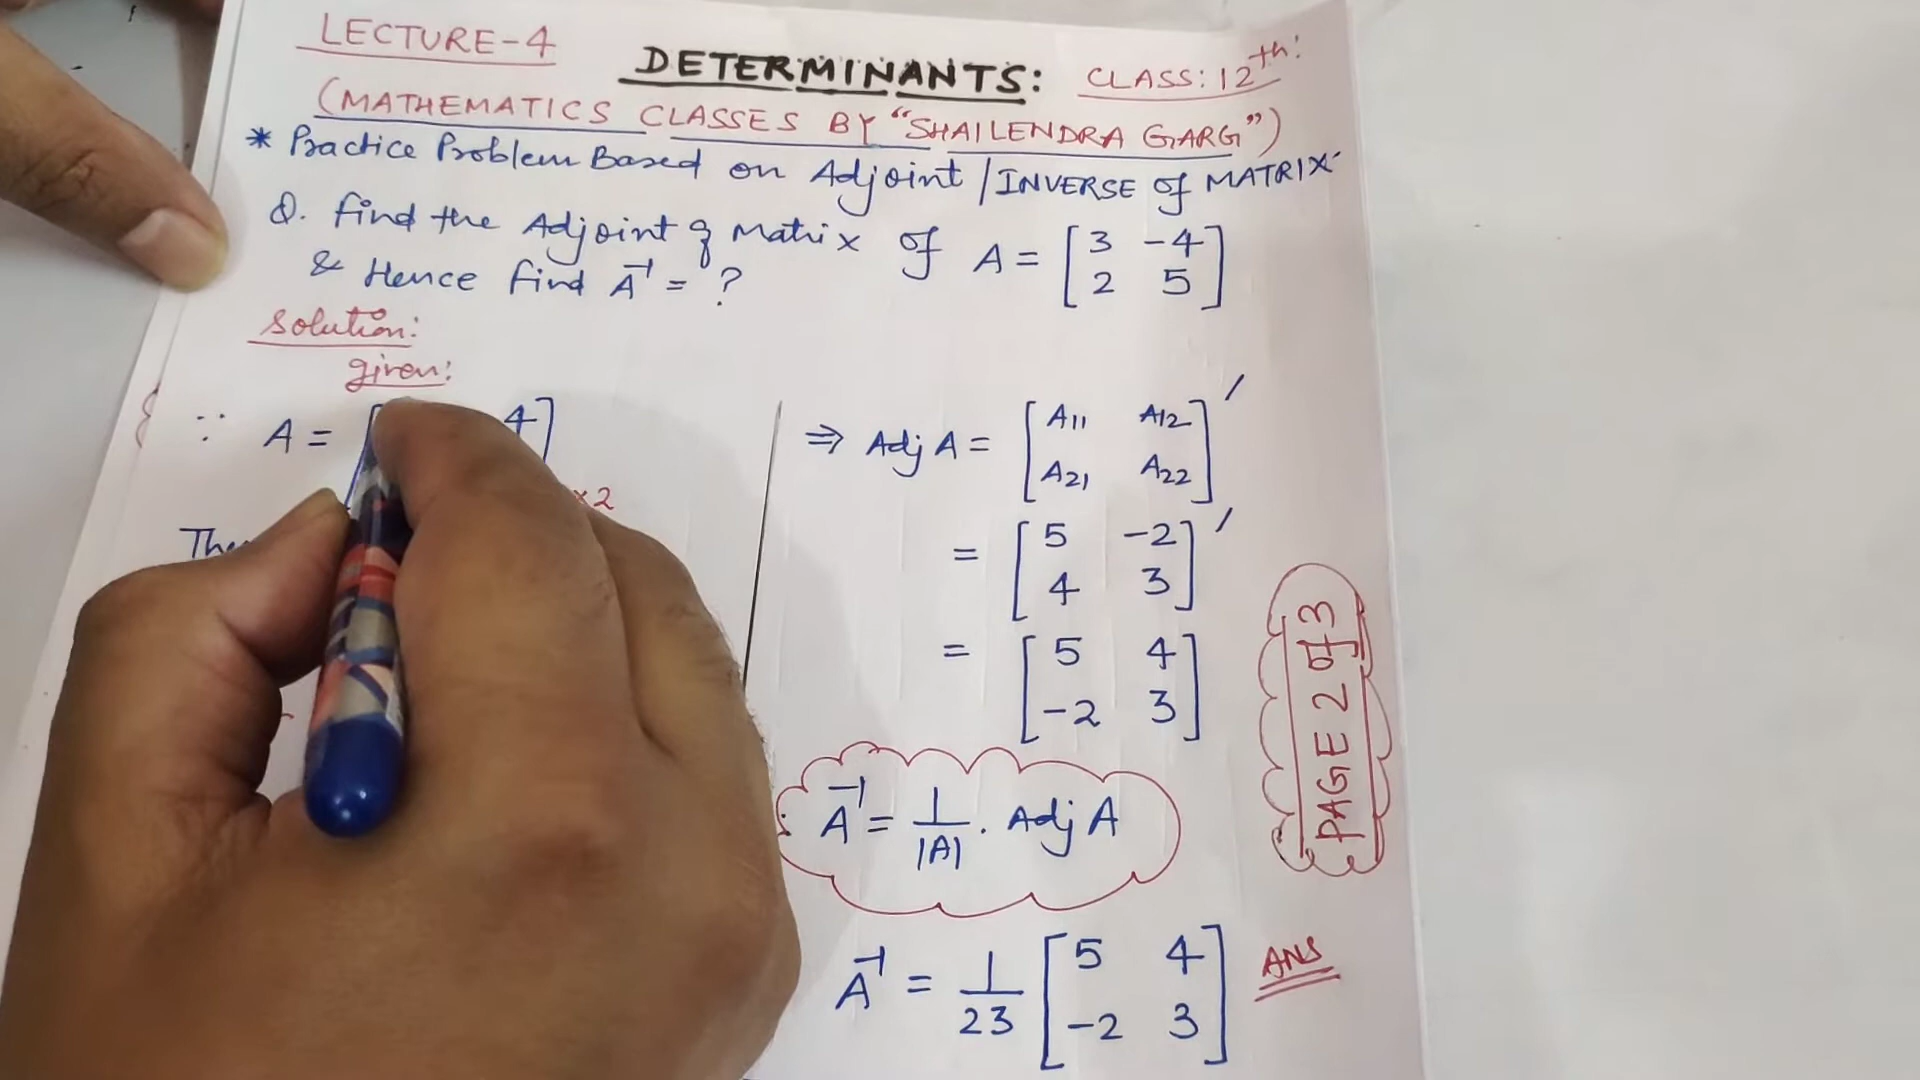 LECTURE-4
DETERMINANTS:
CLASS: 12th:
(MATHEMATICS CLASSES BY "SHAILENDRA GARG")
* Practice Problem Based on Adjoint / INVERSE of MATRIX-
Q. find the Adjoint of Matrix of A = [3 -4
2 5]
& Hence find A⁻¹ = ?
Solution:
given:
∵ A = [ 4]
×2
⇒ Adj A = [A11 A12
A21 A22]′
= [5 -2
4 3]′
= [5 4
-2 3]
A⁻¹ = 1/|A| . Adj A
A⁻¹ = 1/23 [5 4
-2 3]
ANS
PAGE 2 of 3